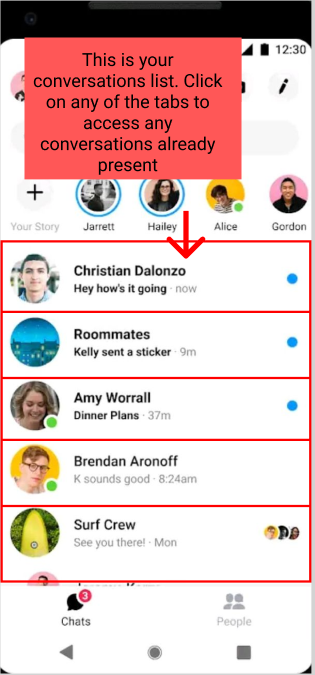 12:30
This is your
conversations list. Click
on any of the tabs to
access any
conversations already
present
Your Story
Jarrett
Hailey
Alice
Gordon
Christian Dalonzo
Hey how's it going · now
Roommates
Kelly sent a sticker · 9m
Amy Worrall
Dinner Plans · 37m
Brendan Aronoff
K sounds good · 8:24am
Surf Crew
See you there! · Mon
3
Chats
People